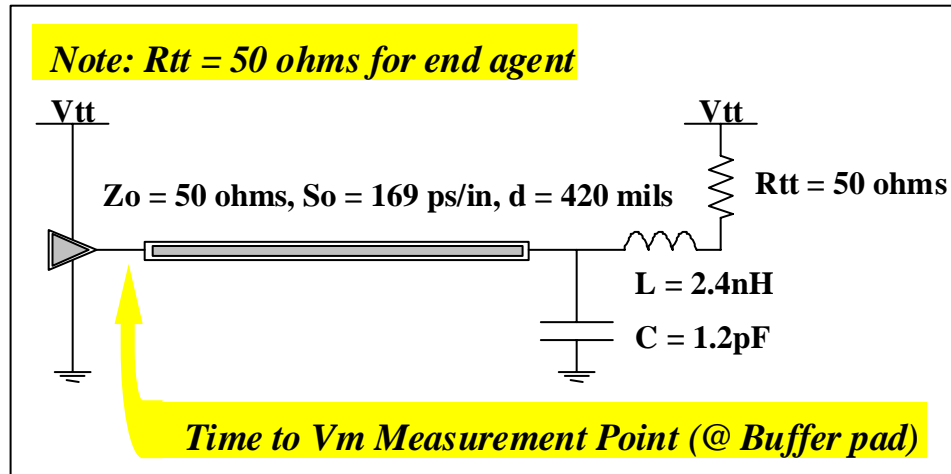 Note: Rtt = 50 ohms for end agent
Vtt
Vtt
Zo = 50 ohms, So = 169 ps/in, d = 420 mils
Rtt = 50 ohms
L = 2.4nH
C = 1.2pF
Time to Vm Measurement Point (@ Buffer pad)